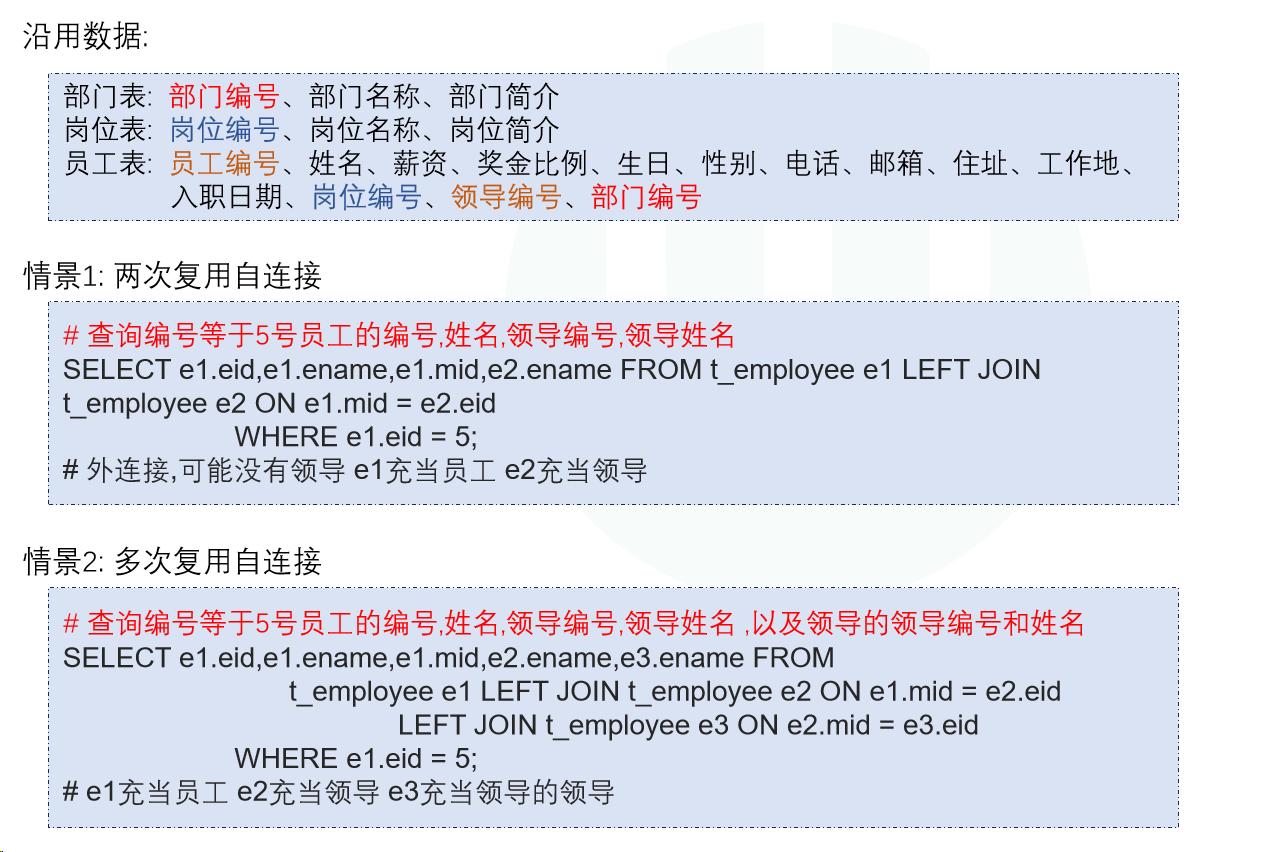 沿用数据:
部门表: 部门编号、部门名称、部门简介
岗位表: 岗位编号、岗位名称、岗位简介
员工表: 员工编号、姓名、薪资、奖金比例、生日、性别、电话、邮箱、住址、工作地、
入职日期、岗位编号、领导编号、部门编号
情景1: 两次复用自连接
# 查询编号等于5号员工的编号,姓名,领导编号,领导姓名
SELECT e1.eid,e1.ename,e1.mid,e2.ename FROM t_employee e1 LEFT JOIN
t_employee e2 ON e1.mid = e2.eid
WHERE e1.eid = 5;
# 外连接,可能没有领导 e1充当员工 e2充当领导
情景2: 多次复用自连接
# 查询编号等于5号员工的编号,姓名,领导编号,领导姓名 ,以及领导的领导编号和姓名
SELECT e1.eid,e1.ename,e1.mid,e2.ename,e3.ename FROM
t_employee e1 LEFT JOIN t_employee e2 ON e1.mid = e2.eid
LEFT JOIN t_employee e3 ON e2.mid = e3.eid
WHERE e1.eid = 5;
# e1充当员工 e2充当领导 e3充当领导的领导